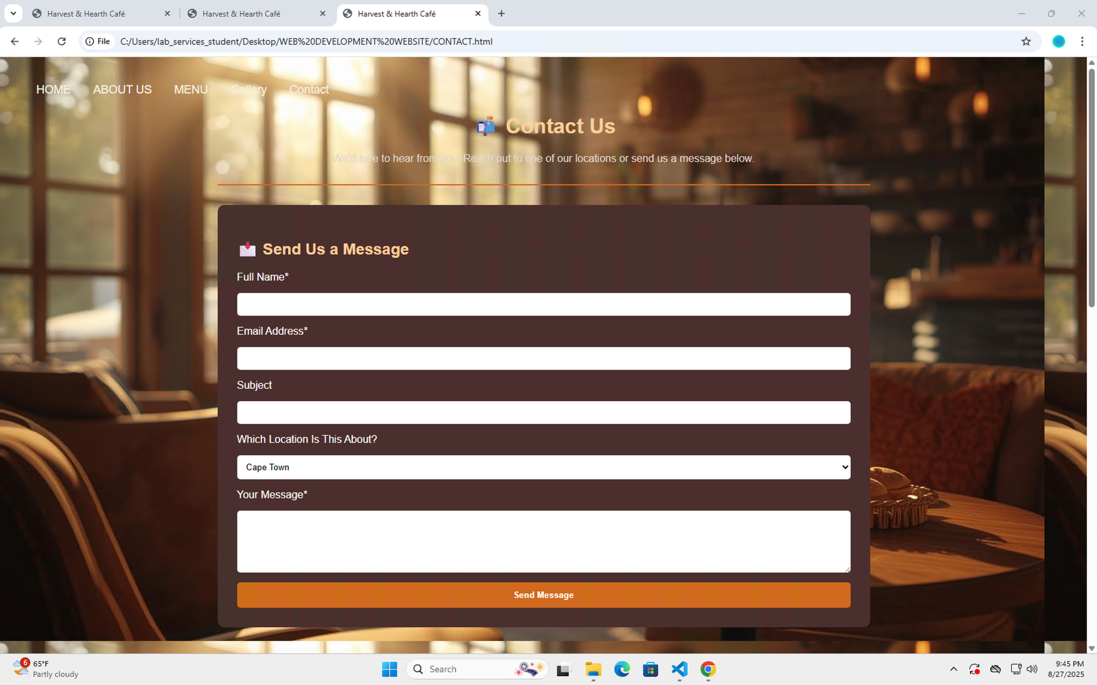 Harvest & Hearth Café
Harvest & Hearth Café
Harvest & Hearth Café
File C:/Users/lab_services_student/Desktop/WEB%20DEVELOPMENT%20WEBSITE/CONTACT.html
HOME ABOUT US MENU Gallery Contact
Contact Us
We'd love to hear from you! Reach out to one of our locations or send us a message below.
Send Us a Message
Full Name*
Email Address*
Subject
Which Location Is This About?
Cape Town
Your Message*
Send Message
6
65°F
Partly cloudy
Search
9:45 PM
8/27/2025